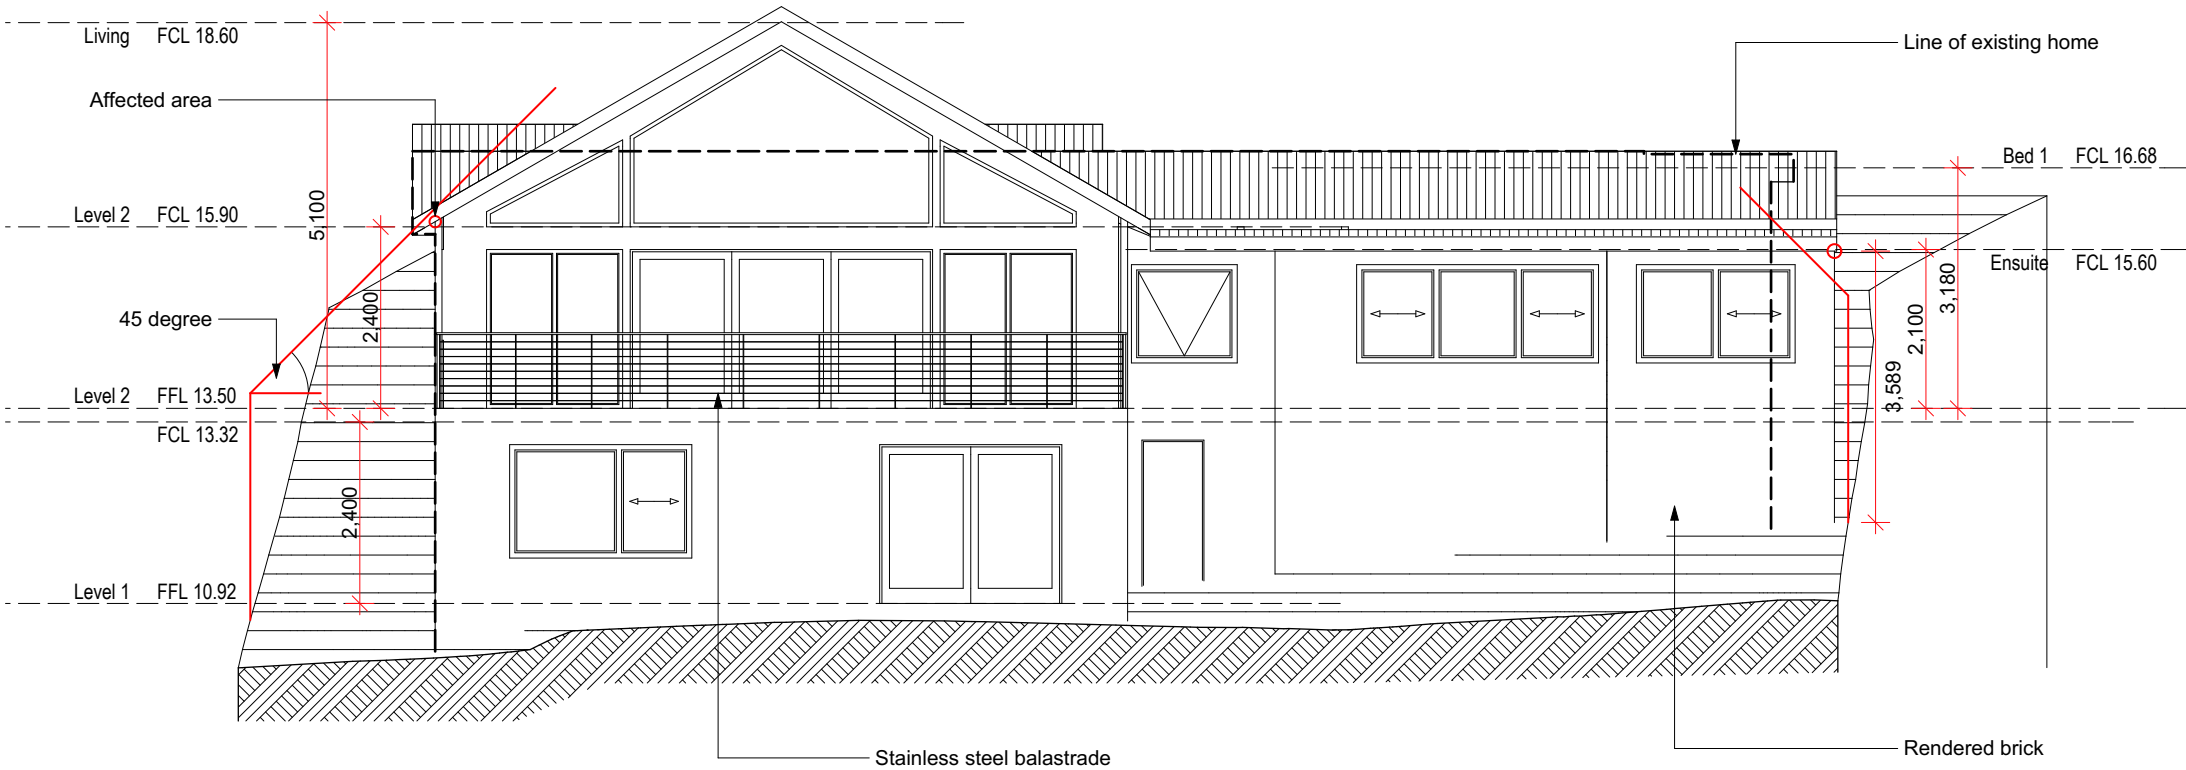 Living FCL 18.60
Line of existing home
Affected area
Bed 1 FCL 16.68
5,100
Level 2 FCL 15.90
Ensuite FCL 15.60
3,180
2,400
45 degree
2,100
3,589
Level 2 FFL 13.50
FCL 13.32
2,400
Level 1 FFL 10.92
Rendered brick
Stainless steel balastrade